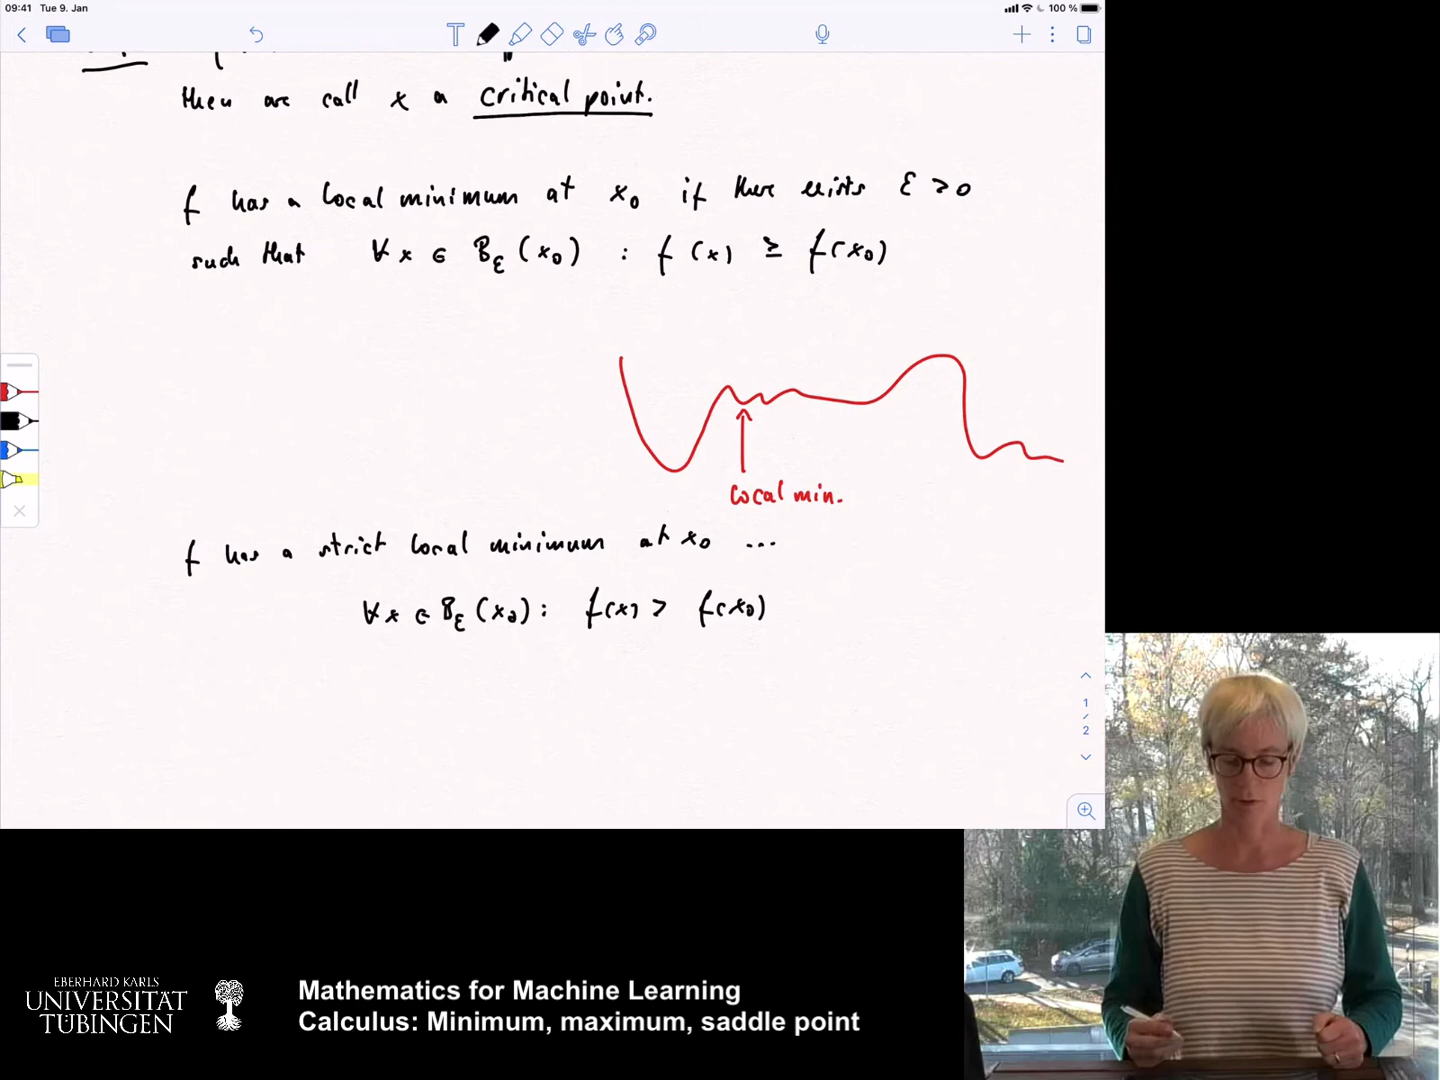 09:41 Tue 9. Jan
100 %
then we call x a critical point.
f has a local minimum at x₀ if there exists ε > 0
such that ∀ x ∈ B_ε (x₀) : f(x) ≥ f(x₀)
local min.
f has a strict local minimum at x₀ ...
∀ x ∈ B_ε (x₀) : f(x) > f(x₀)
1
/
2
EBERHARD KARLS
UNIVERSITÄT
TÜBINGEN
Mathematics for Machine Learning
Calculus: Minimum, maximum, saddle point